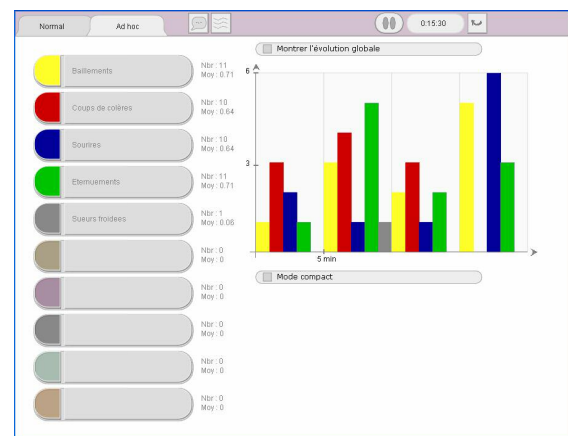 Normal
Ad hoc
0:15:30
Montrer l'évolution globale
Baillements
Nbr : 11
Moy : 0.71
Coups de colères
Nbr : 10
Moy : 0.64
Sourires
Nbr : 10
Moy : 0.64
Eternuements
Nbr : 11
Moy : 0.71
Sueurs froidees
Nbr : 1
Moy : 0.06
Nbr : 0
Moy : 0
Nbr : 0
Moy : 0
Nbr : 0
Moy : 0
Nbr : 0
Moy : 0
Nbr : 0
Moy : 0
6
3
5 min
Mode compact